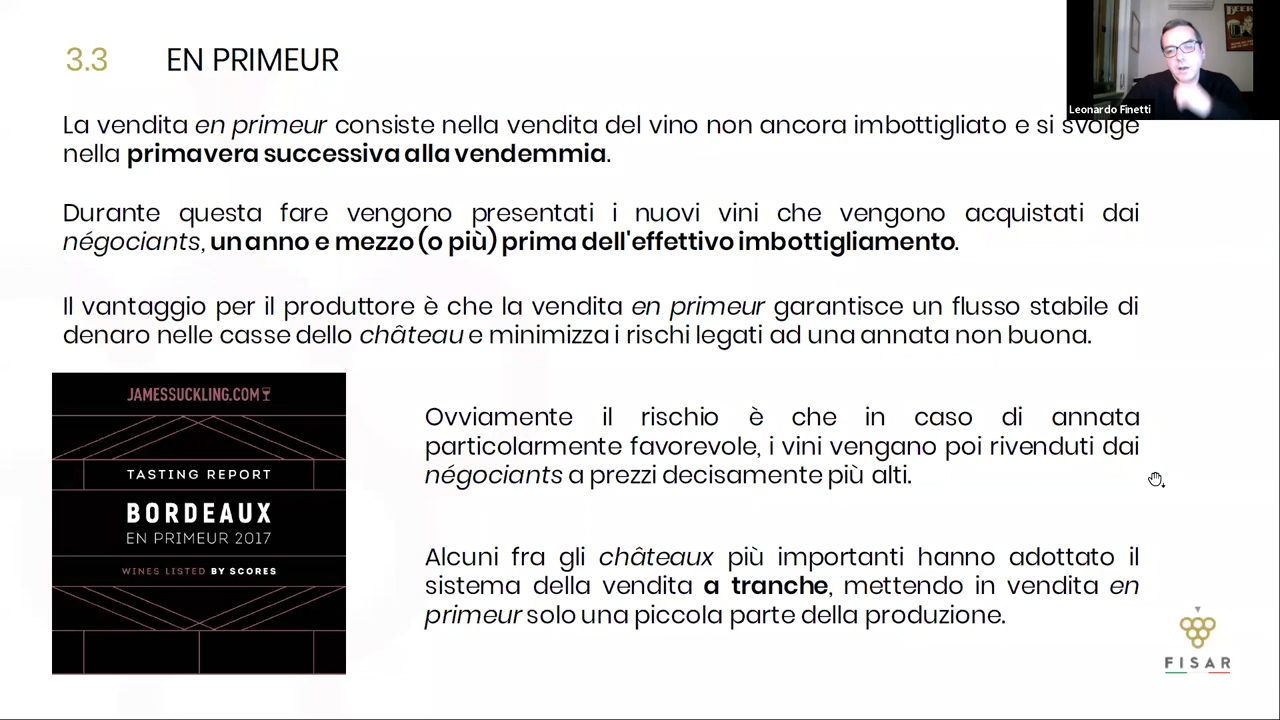 3.3 EN PRIMEUR
BEER
Leonardo Finetti
La vendita en primeur consiste nella vendita del vino non ancora imbottigliato e si svolge
nella primavera successiva alla vendemmia.
Durante questa fare vengono presentati i nuovi vini che vengono acquistati dai
négociants, un anno e mezzo (o più) prima dell'effettivo imbottigliamento.
Il vantaggio per il produttore è che la vendita en primeur garantisce un flusso stabile di
denaro nelle casse dello château e minimizza i rischi legati ad una annata non buona.
JAMESSUCKLING.COM
TASTING REPORT
BORDEAUX
EN PRIMEUR 2017
WINES LISTED BY SCORES
Ovviamente il rischio è che in caso di annata
particolarmente favorevole, i vini vengano poi rivenduti dai
négociants a prezzi decisamente più alti.
Alcuni fra gli châteaux più importanti hanno adottato il
sistema della vendita a tranche, mettendo in vendita en
primeur solo una piccola parte della produzione.
FISAR